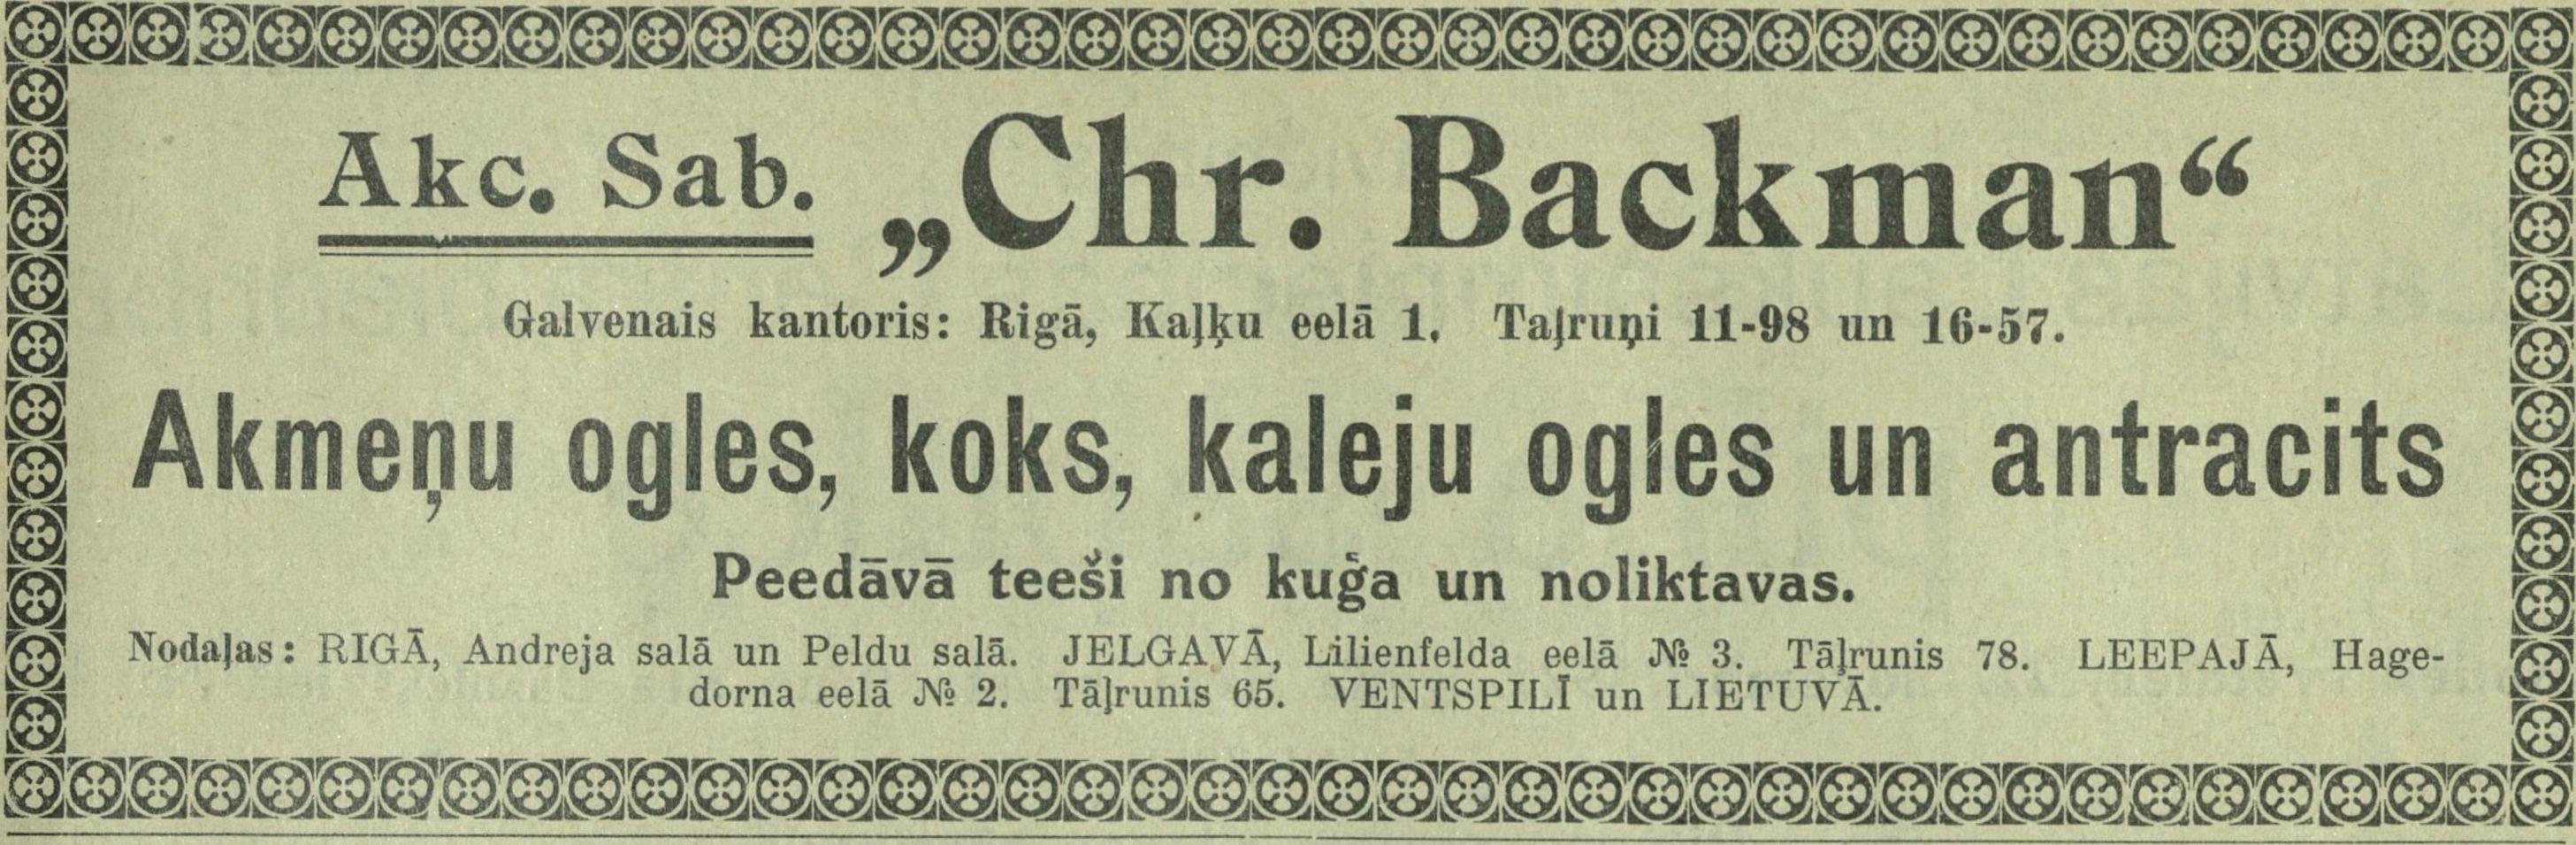 Akc. Sab. „Chr. Backman“
Galvenais kantoris: Rigā, Kaļķu eelā 1. Taļruņi 11-98 un 16-57.
Akmeņu ogles, koks, kaleju ogles un antracits
Peedāvā teeši no kuģa un noliktavas.
Nodaļas: RIGĀ, Andreja salā un Peldu salā. JELGAVĀ, Lilienfelda eelā № 3. Tāļrunis 78. LEEPAJĀ, Hage-
dorna eelā № 2. Tāļrunis 65. VENTSPILĪ un LIETUVĀ.